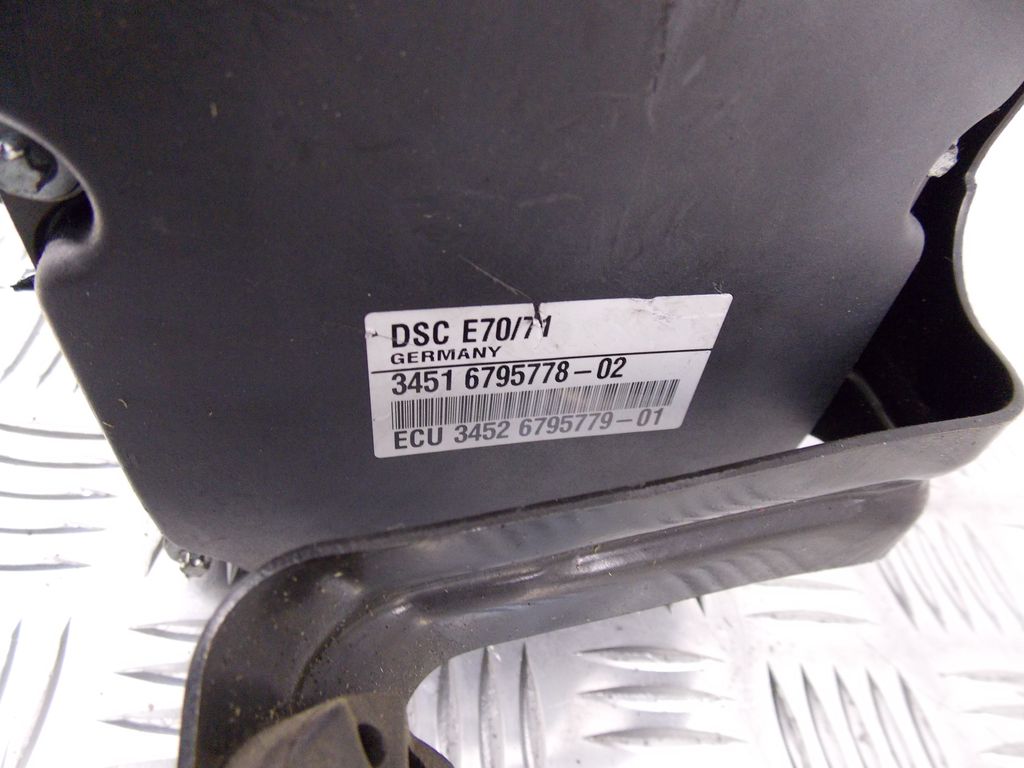 DSC E70/71
GERMANY
3451 6795778-02
ECU 3452 6795779-01